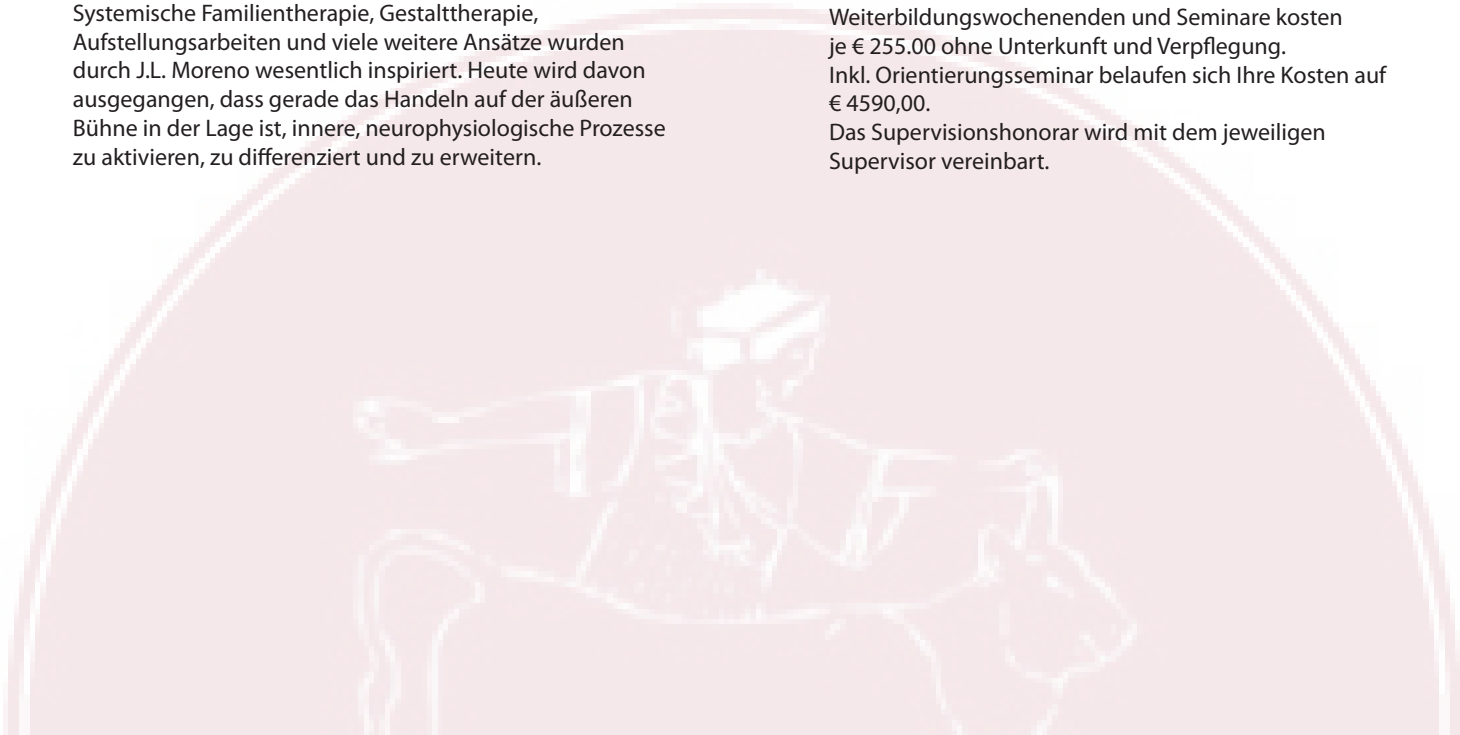 Systemische Familientherapie, Gestalttherapie,
Aufstellungsarbeiten und viele weitere Ansätze wurden
durch J.L. Moreno wesentlich inspiriert. Heute wird davon
ausgegangen, dass gerade das Handeln auf der äußeren
Bühne in der Lage ist, innere, neurophysiologische Prozesse
zu aktivieren, zu differenziert und zu erweitern.
Weiterbildungswochenenden und Seminare kosten
je € 255.00 ohne Unterkunft und Verpflegung.
Inkl. Orientierungsseminar belaufen sich Ihre Kosten auf
€ 4590,00.
Das Supervisionshonorar wird mit dem jeweiligen
Supervisor vereinbart.